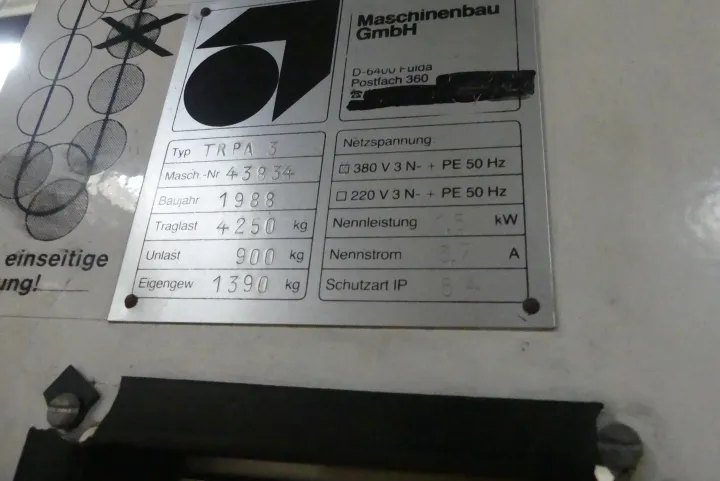 Maschinenbau
GmbH
D-6400 Fulda
Postfach 360
Typ TRPA 3
Masch.-Nr 43834
Baujahr 1988
Traglast 4250 kg
Unlast 900 kg
Eigengew 1390 kg
Netzspannung
380 V 3 N- + PE 50 Hz
220 V 3 N- + PE 50 Hz
Nennleistung kW
Nennstrom A
Schutzart IP
einseitige
ung!